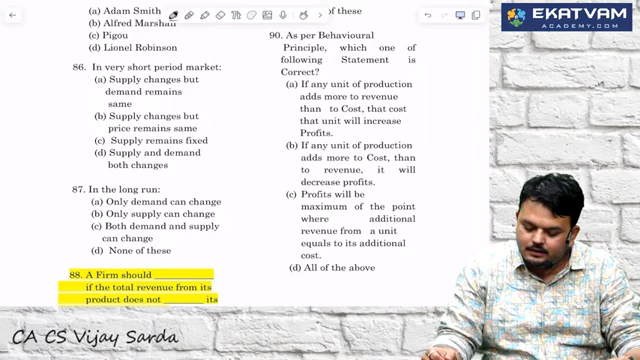 (a) Adam Smith
(b) Alfred Marshall
(c) Pigou
(d) Lionel Robinson
86. In very short period market:
(a) Supply changes but
demand remains
same
(b) Supply changes but
price remains same
(c) Supply remains fixed
(d) Supply and demand
both changes
87. In the long run:
(a) Only demand can change
(b) Only supply can change
(c) Both demand and supply
can change
(d) None of these
88. A Firm should ___________
if the total revenue from its
product does not ________ its
of these
90. As per Behavioural
Principle, which one of
following Statement is
Correct?
(a) If any unit of production
adds more to revenue
than to Cost, that cost
that unit will increase
Profits.
(b) If any unit of production
adds more to Cost, than
to revenue, it will
decrease profits.
(c) Profits will be
maximum of the point
where additional
revenue from a unit
equals to its additional
cost.
(d) All of the above
EKATVAM
ACADEMY.COM
CA CS Vijay Sarda